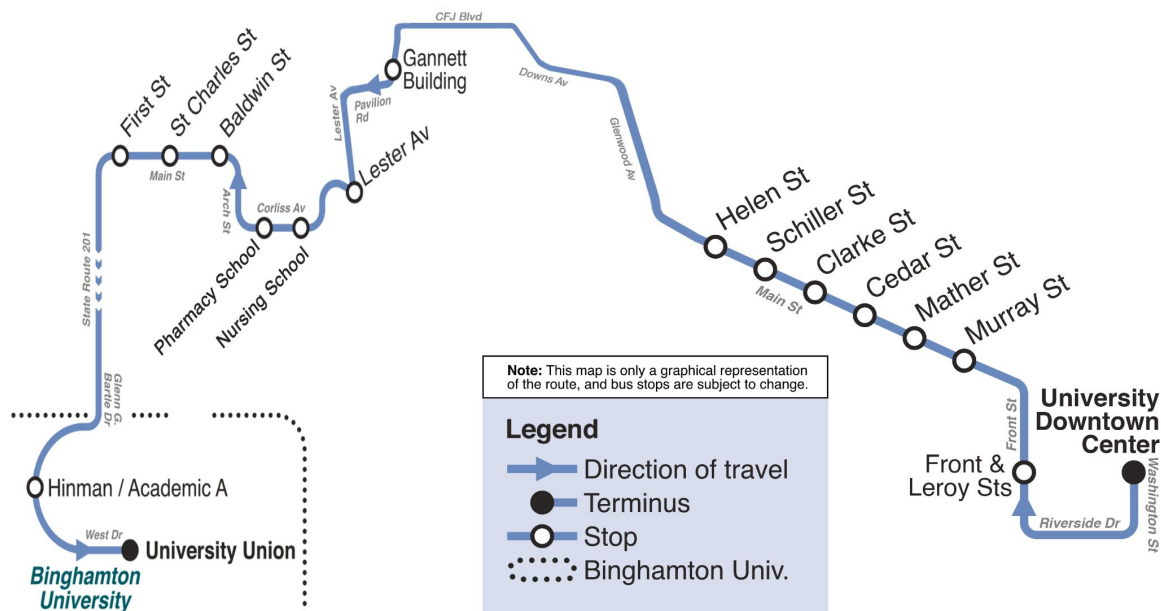 CFJ Blvd
Gannett
Building
Pavilion
Rd
Lester Av
Downs Av
Glenwood Av
First St
St Charles St
Baldwin St
Main St
Lester Av
Arch St
Corliss Av
Pharmacy School
Nursing School
State Route 201
Helen St
Schiller St
Clarke St
Cedar St
Mather St
Murray St
Main St
Note: This map is only a graphical representation
of the route, and bus stops are subject to change.
Legend
Direction of travel
Terminus
Stop
Binghamton Univ.
Glenn G.
Bartle Dr
Hinman / Academic A
West Dr
University Union
Binghamton
University
Front St
University
Downtown
Center
Front &
Leroy Sts
Riverside Dr
Washington St